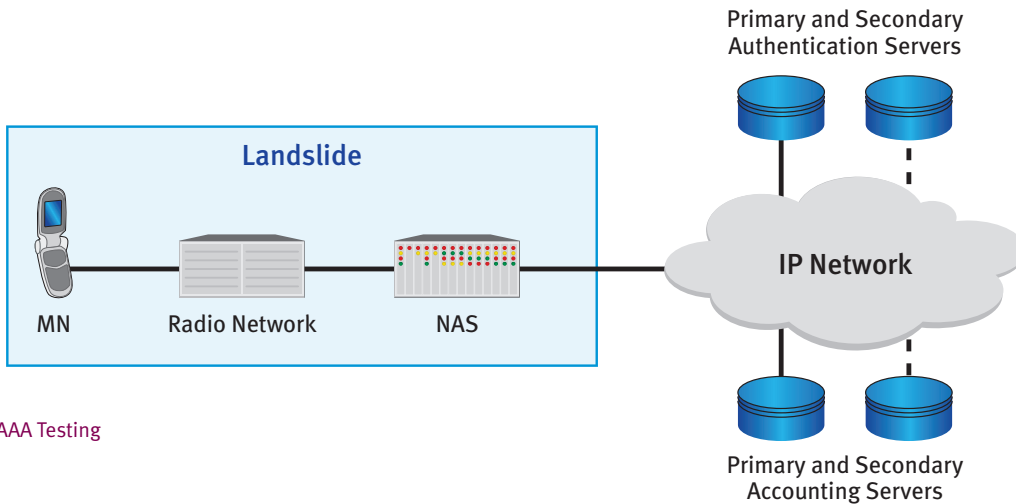 Primary and Secondary
Authentication Servers
Landslide
MN
Radio Network
NAS
IP Network
AAA Testing
Primary and Secondary
Accounting Servers